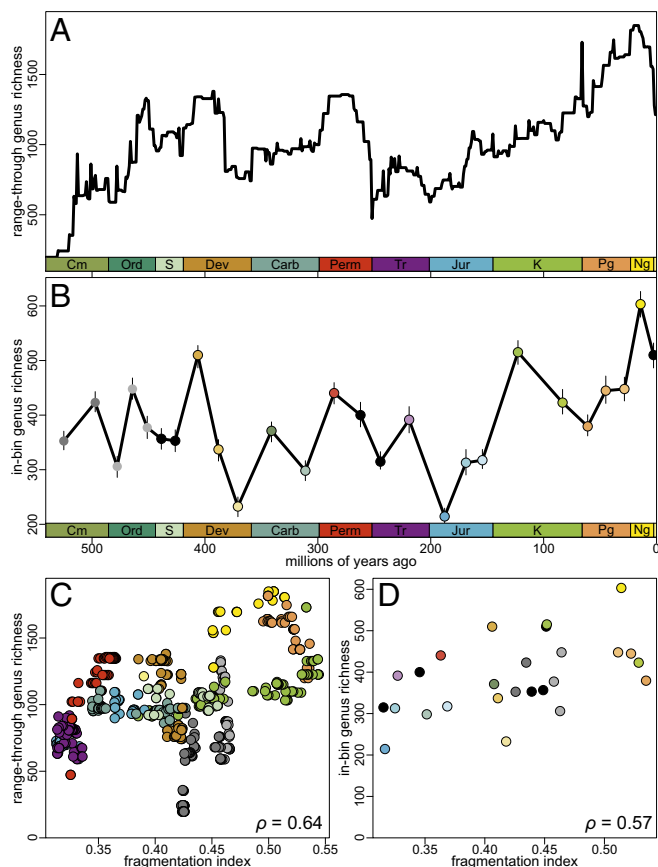 A
range-through genus richness
1500
1000
500
Cm Ord S Dev Carb Perm Tr Jur K Pg Ng
B
in-bin genus richness
600
500
400
300
200
Cm Ord S Dev Carb Perm Tr Jur K Pg Ng
500 400 300 200 100 0
millions of years ago
C
range-through genus richness
1500
1000
500
0
ρ = 0.64
0.35 0.40 0.45 0.50 0.55
fragmentation index
D
in-bin genus richness
600
500
400
300
200
100
0
ρ = 0.57
0.35 0.40 0.45 0.50
fragmentation index